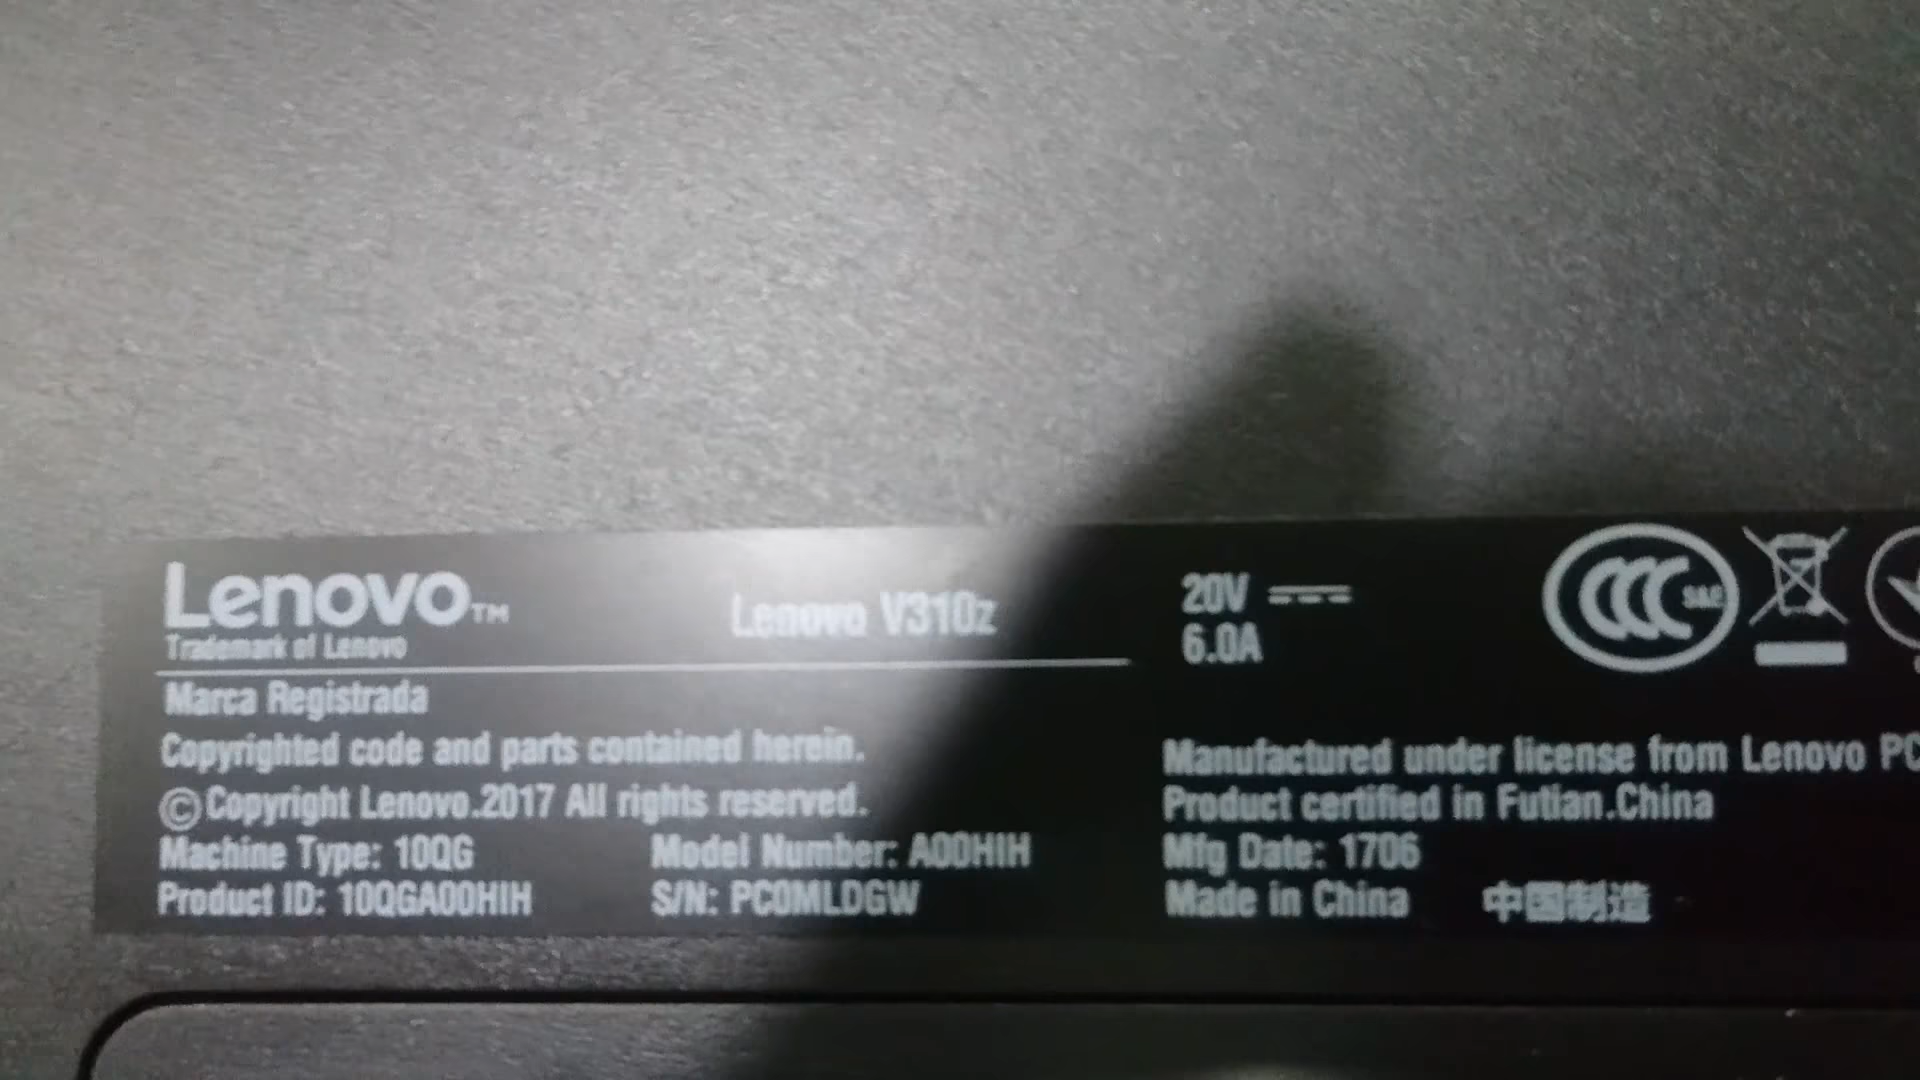 Lenovo™
Trademark of Lenovo
Lenovo V310z
20V
6.0A
CCC
S&E
Marca Registrada
Copyrighted code and parts contained herein.
©Copyright Lenovo.2017 All rights reserved.
Machine Type: 10QG
Model Number: A00HIH
Product ID: 10QGA00HIH
S/N: PC0MLDGW
Manufactured under license from Lenovo PC
Product certified in Futian.China
Mfg Date: 1706
Made in China 中国制造